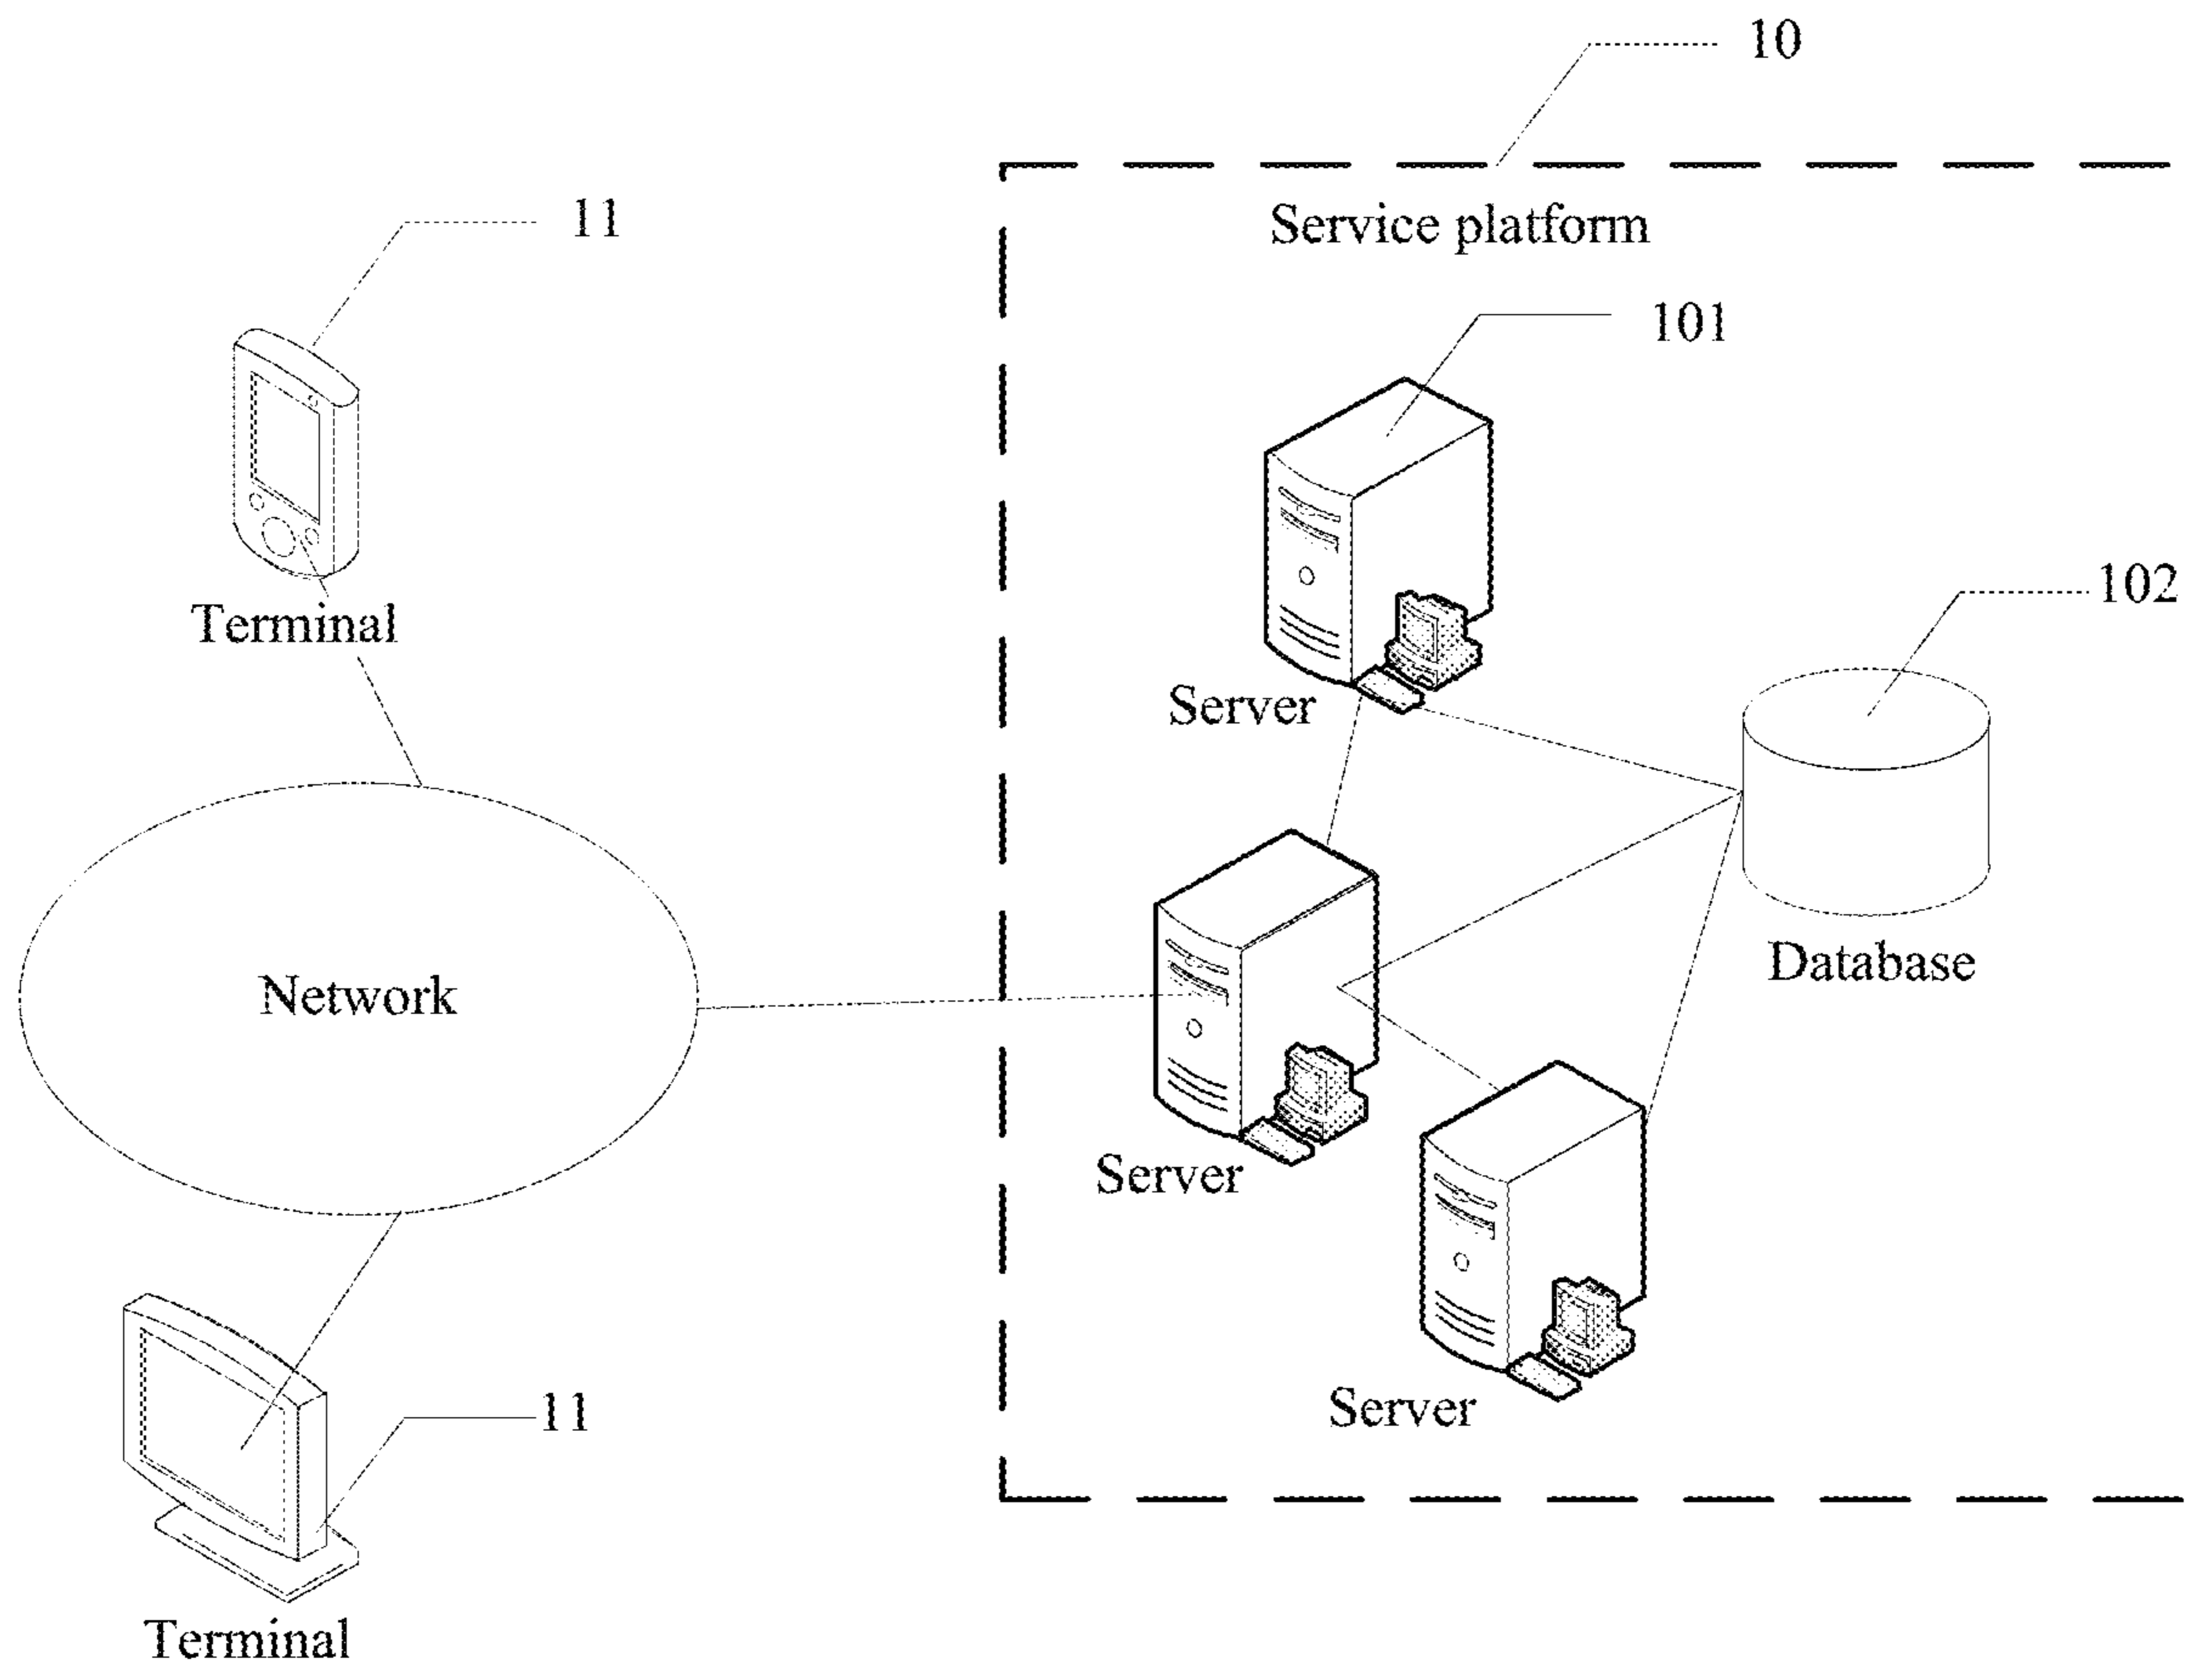 10
11
Service platform
101
102
Terminal
Server
Database
Network
Server
11
Server
Terminal